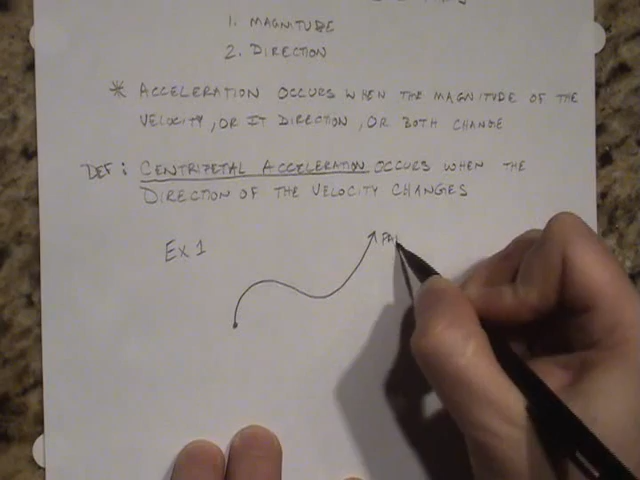 1. MAGNITUDE
2. DIRECTION
* ACCELERATION OCCURS WHEN THE MAGNITUDE OF THE
VELOCITY, OR IT DIRECTION, OR BOTH CHANGE
DEF: CENTRIPETAL ACCELERATION OCCURS WHEN THE
DIRECTION OF THE VELOCITY CHANGES
Ex 1